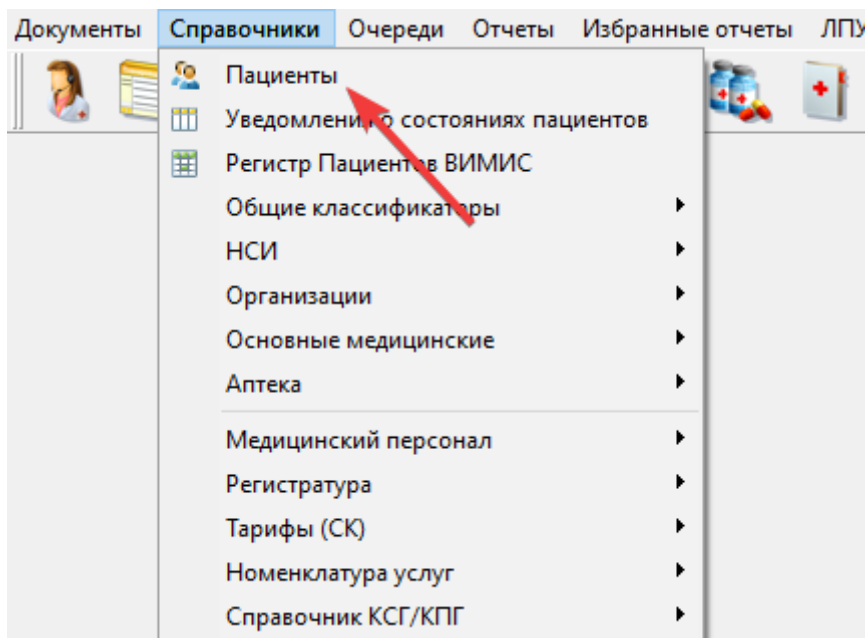 Документы Справочники Очереди Отчеты Избранные отчеты ЛПУ
Пациенты
Уведомления о состояниях пациентов
Регистр Пациентов ВИМИС
Общие классификаторы
НСИ
Организации
Основные медицинские
Аптека
Медицинский персонал
Регистратура
Тарифы (СК)
Номенклатура услуг
Справочник КСГ/КПГ